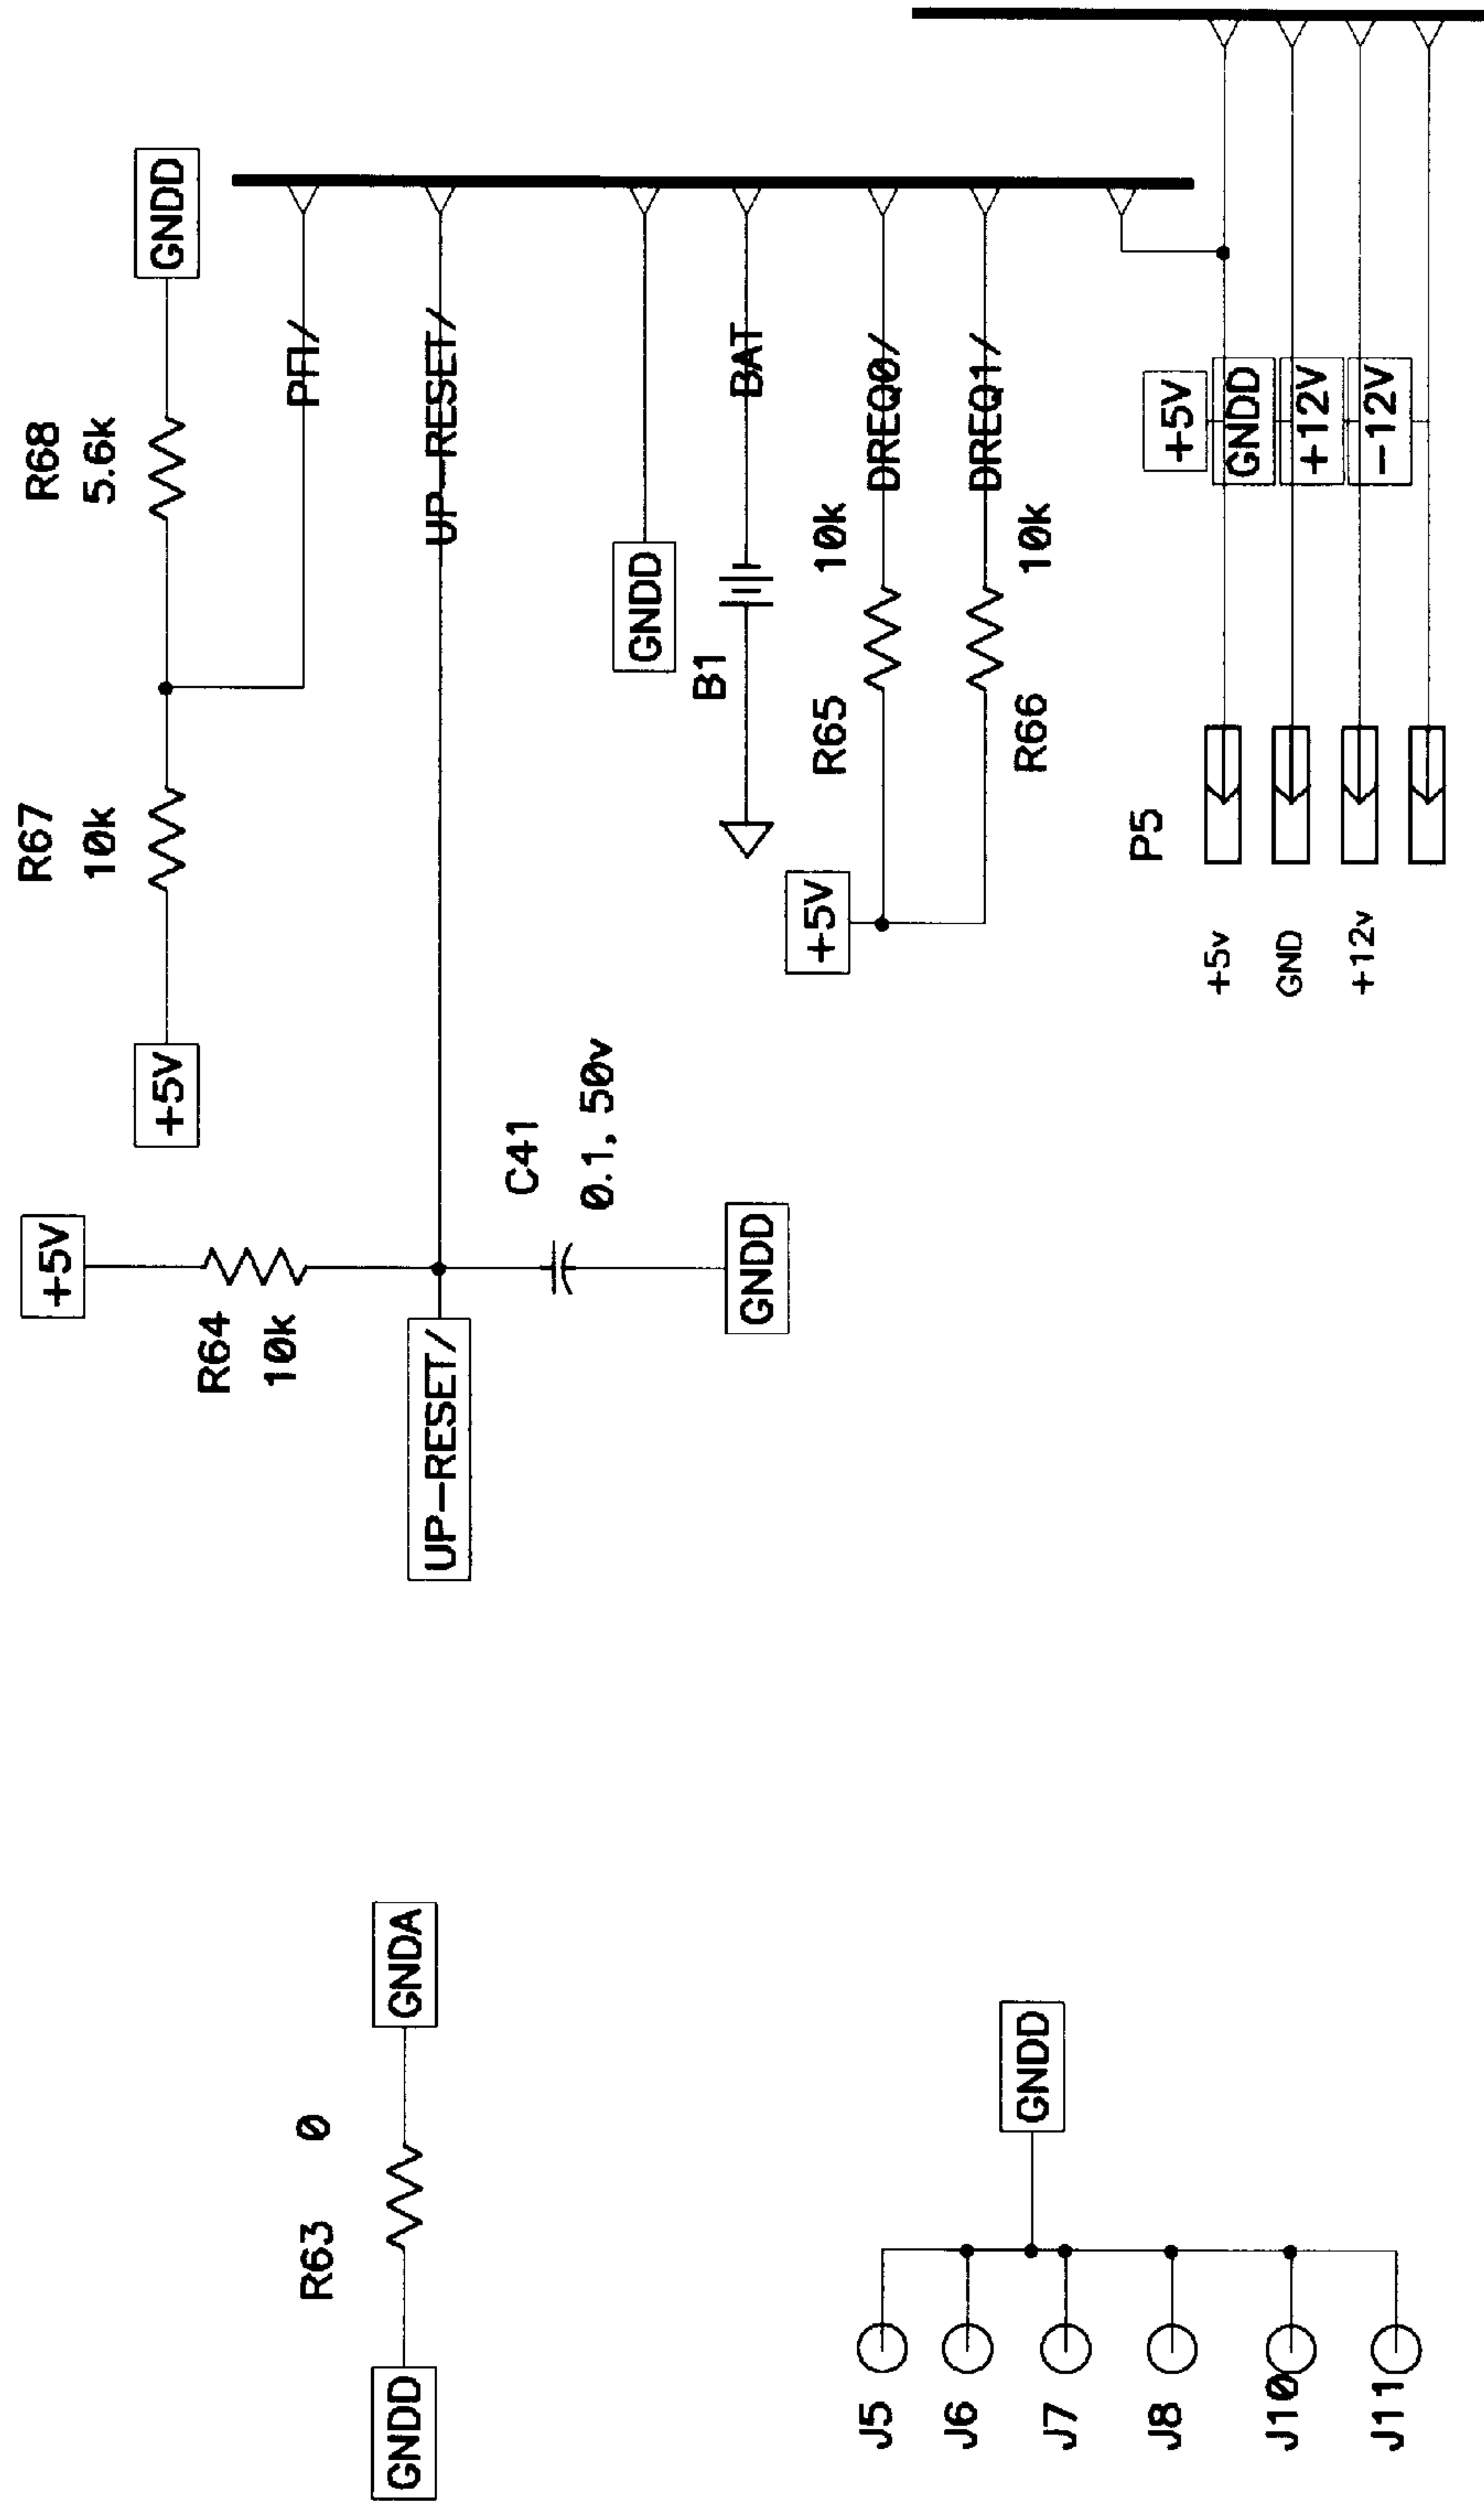 +5V
R67
10k
R68
5.6k
+5V
GNDD
R64
10k
PFI/
R63
0
GNDD
GNDA
UP-RESET/
UP-RESET/
C41
0.1, 50v
GNDD
GNDD
B1
BAT
+5V
R65
10k
DREQ0/
DREQ1/
R66
10k
J5
J6
J7
J8
J10
J11
GNDD
P5
+5V
GNDD
+12V
-12V
+5v
GND
+12v